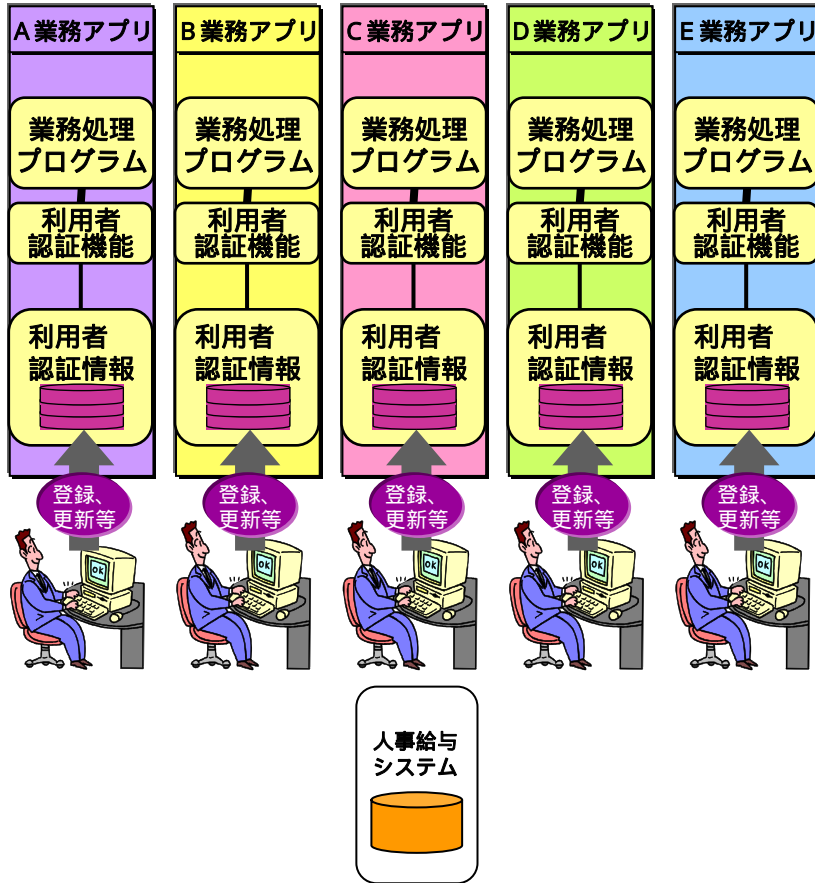 A業務アプリ
B業務アプリ
C業務アプリ
D業務アプリ
E業務アプリ
業務処理
プログラム
業務処理
プログラム
業務処理
プログラム
業務処理
プログラム
業務処理
プログラム
利用者
認証機能
利用者
認証機能
利用者
認証機能
利用者
認証機能
利用者
認証機能
利用者
認証情報
利用者
認証情報
利用者
認証情報
利用者
認証情報
利用者
認証情報
登録、
更新等
登録、
更新等
登録、
更新等
登録、
更新等
登録、
更新等
OK
OK
OK
OK
OK
人事給与
システム